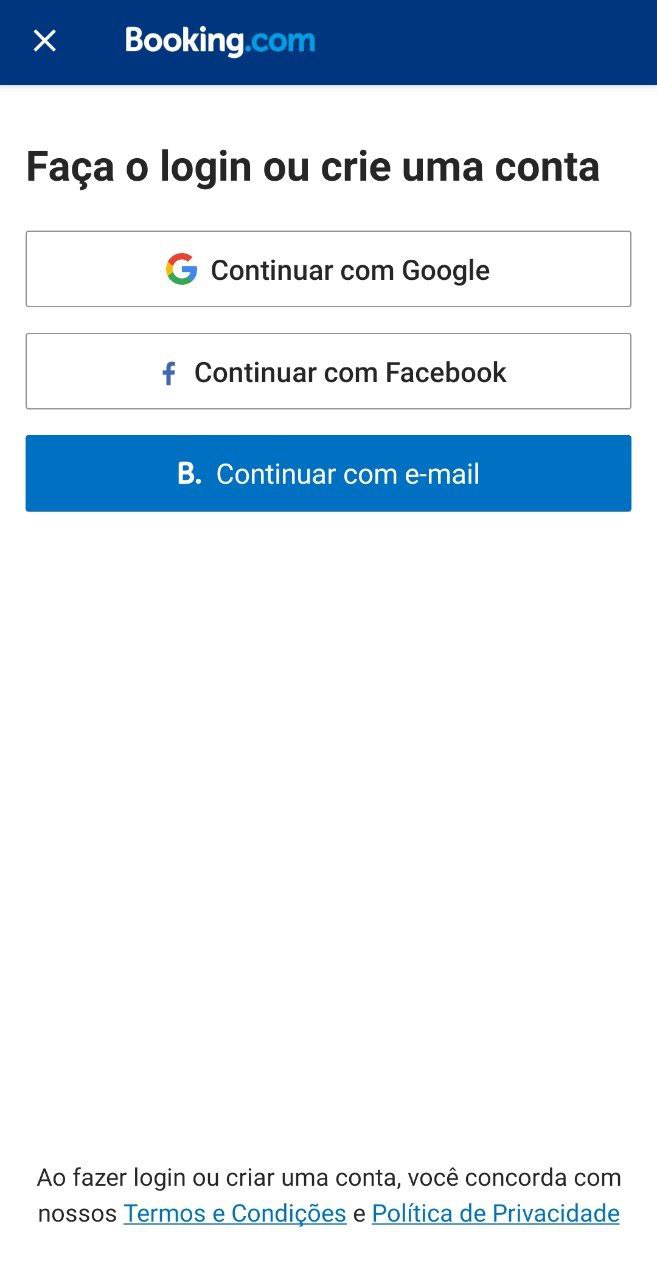 Booking.com
Faça o login ou crie uma conta
Continuar com Google
Continuar com Facebook
B. Continuar com e-mail
Ao fazer login ou criar uma conta, você concorda com
nossos Termos e Condições e Política de Privacidade